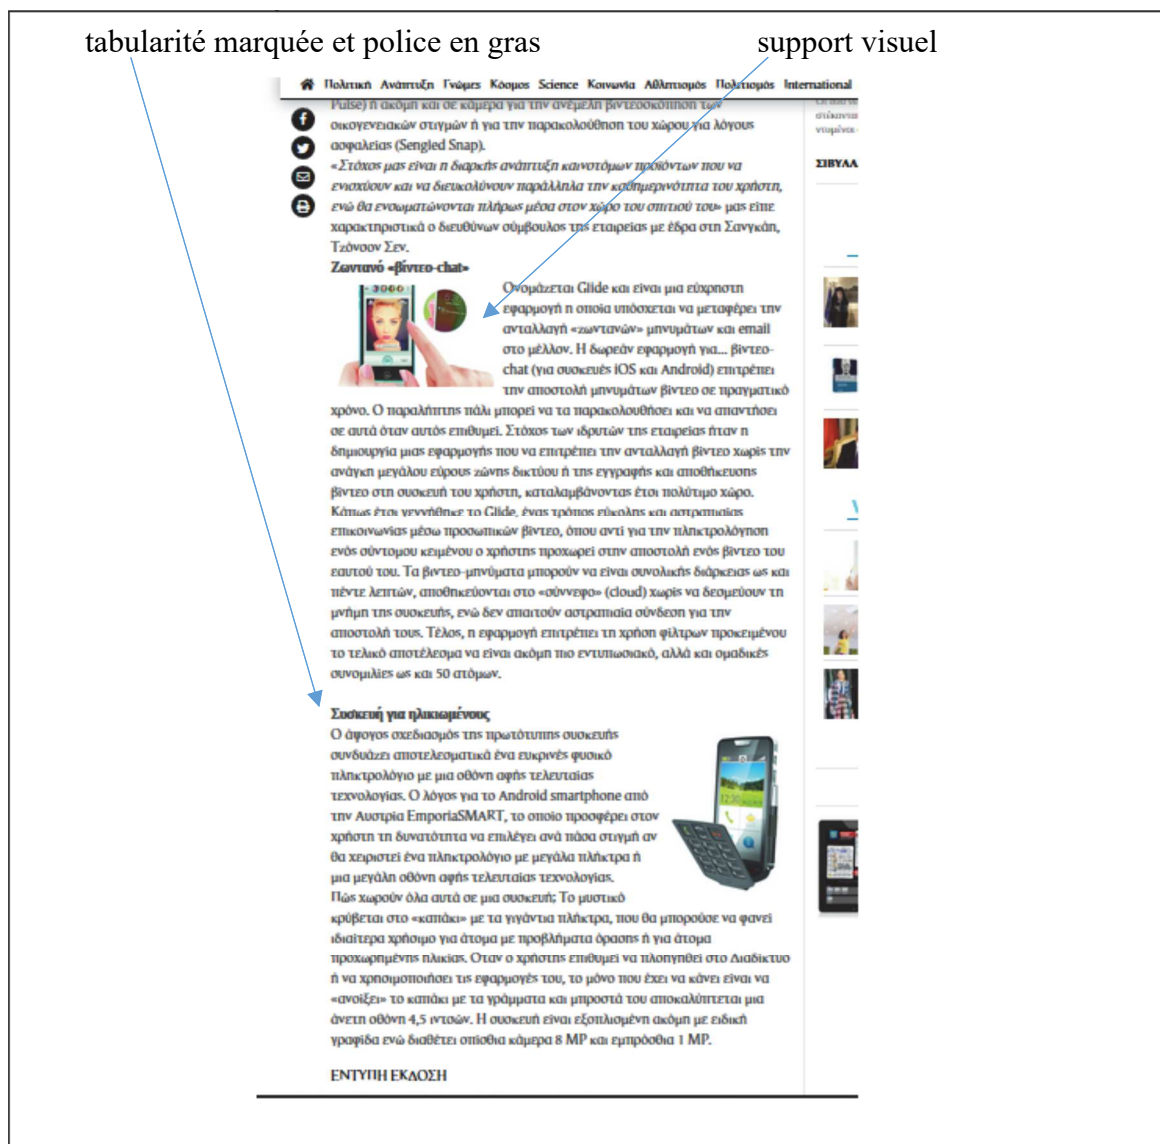 tabularité marquée et police en gras
support visuel
Πολιτική Ανάπτυξη Γνώμες Κόσμος Science Κοινωνία Αθλητισμός Πολιτισμός International
Pulse) ή ακόμη και σε κάμερα για την ανέμελη βιντεοσκόπηση των
οικογενειακών στιγμών ή για την παρακολούθηση του χώρου για λόγους
ασφαλείας (Sengled Snap).
«Στόχος μας είναι η διαρκής ανάπτυξη καινοτόμων προϊόντων που να
ενισχύουν και να διευκολύνουν παράλληλα την καθημερινότητα του χρήστη,
ενώ θα ενσωματώνονται πλήρως μέσα στον χώρο του σπιτιού του» μας είπε
χαρακτηριστικά ο διευθύνων σύμβουλος της εταιρείας με έδρα στη Σανγκάη,
Τζόνσον Σεν.
ΣΙΒΥΛΛΑ
Ζωντανό «βίντεο-chat»
Ονομάζεται Glide και είναι μια εύχρηστη
εφαρμογή η οποία υπόσχεται να μεταφέρει την
ανταλλαγή «ζωντανών» μηνυμάτων και email
στο μέλλον. Η δωρεάν εφαρμογή για... βίντεο-
chat (για συσκευές iOS και Android) επιτρέπει
την αποστολή μηνυμάτων βίντεο σε πραγματικό
χρόνο. Ο παραλήπτης πάλι μπορεί να τα παρακολουθήσει και να απαντήσει
σε αυτά όταν αυτός επιθυμεί. Στόχος των ιδρυτών της εταιρείας ήταν η
δημιουργία μιας εφαρμογής που να επιτρέπει την ανταλλαγή βίντεο χωρίς την
ανάγκη μεγάλου εύρους ζώνης δικτύου ή της εγγραφής και αποθήκευσης
βίντεο στη συσκευή του χρήστη, καταλαμβάνοντας έτσι πολύτιμο χώρο.
Κάπως έτσι γεννήθηκε το Glide, ένας τρόπος εύκολης και αστραπιαίας
επικοινωνίας μέσω προσωπικών βίντεο, όπου αντί για την πληκτρολόγηση
ενός σύντομου κειμένου ο χρήστης προχωρεί στην αποστολή ενός βίντεο του
εαυτού του. Τα βιντεο-μηνύματα μπορούν να είναι συνολικής διάρκειας ως και
πέντε λεπτών, αποθηκεύονται στο «σύννεφο» (cloud) χωρίς να δεσμεύουν τη
μνήμη της συσκευής, ενώ δεν απαιτούν αστραπιαία σύνδεση για την
αποστολή τους. Τέλος, η εφαρμογή επιτρέπει τη χρήση φίλτρων προκειμένου
το τελικό αποτέλεσμα να είναι ακόμη πιο εντυπωσιακό, αλλά και ομαδικές
συνομιλίες ως και 50 ατόμων.
Συσκευή για ηλικιωμένους
Ο άψογος σχεδιασμός της πρωτότυπης συσκευής
συνδυάζει αποτελεσματικά ένα ευκρινές φυσικό
πληκτρολόγιο με μια οθόνη αφής τελευταίας
τεχνολογίας. Ο λόγος για το Android smartphone από
την Αυστρία EmporiaSMART, το οποίο προσφέρει στον
χρήστη τη δυνατότητα να επιλέγει ανά πάσα στιγμή αν
θα χειριστεί ένα πληκτρολόγιο με μεγάλα πλήκτρα ή
μια μεγάλη οθόνη αφής τελευταίας τεχνολογίας.
Πώς χωρούν όλα αυτά σε μια συσκευή; Το μυστικό
κρύβεται στο «καπάκι» με τα γιγάντια πλήκτρα, που θα μπορούσε να φανεί
ιδιαίτερα χρήσιμο για άτομα με προβλήματα όρασης ή για άτομα
προχωρημένης ηλικίας. Οταν ο χρήστης επιθυμεί να πλοηγηθεί στο Διαδίκτυο
ή να χρησιμοποιήσει τις εφαρμογές του, το μόνο που έχει να κάνει είναι να
«ανοίξει» το καπάκι με τα γράμματα και μπροστά του αποκαλύπτεται μια
άνετη οθόνη 4,5 ιντσών. Η συσκευή είναι εξοπλισμένη ακόμη με ειδική
γραφίδα ενώ διαθέτει οπίσθια κάμερα 8 MP και εμπρόσθια 1 MP.
ΕΝΤΥΠΗ ΕΚΔΟΣΗ